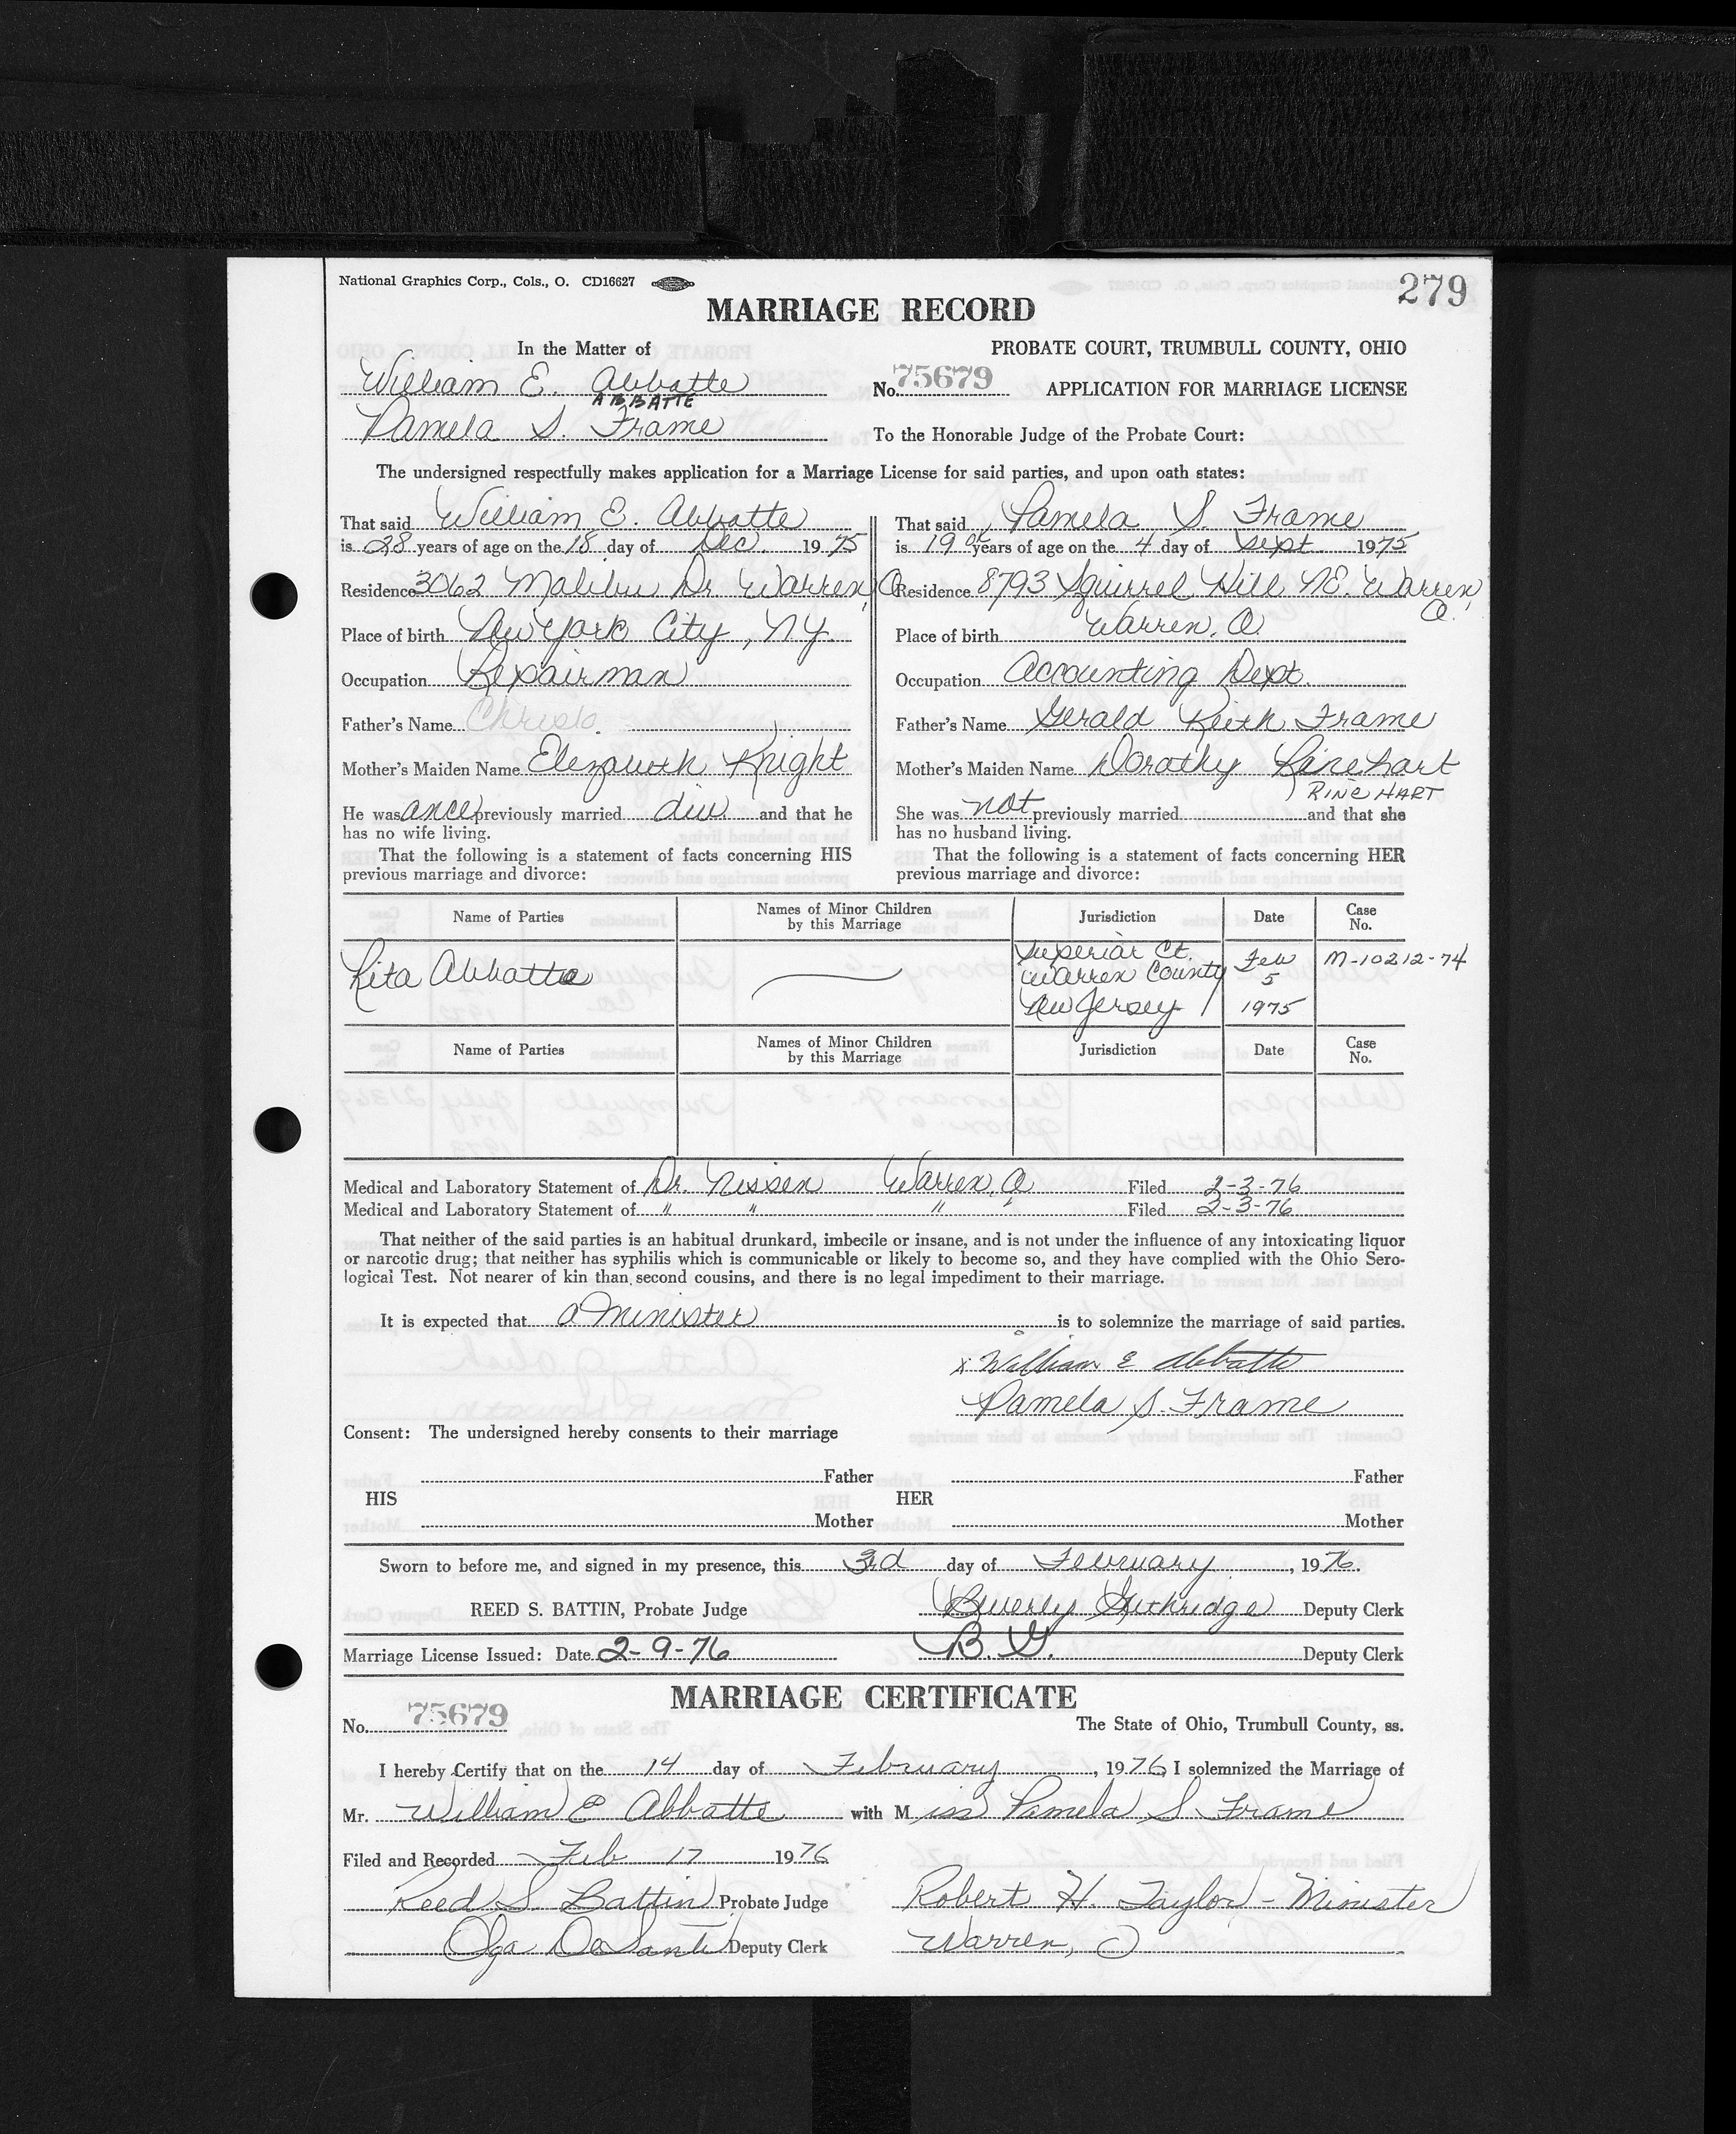 National Graphics Corp., Cols., O. CD16627
279
MARRIAGE RECORD
In the Matter of
PROBATE COURT, TRUMBULL COUNTY, OHIO
William E. Abbatte
ABBATTE
No. 75679 APPLICATION FOR MARRIAGE LICENSE
Pamela S. Frame
To the Honorable Judge of the Probate Court:
The undersigned respectfully makes application for a Marriage License for said parties, and upon oath states:
That said William E. Abbatte
is 28 years of age on the 18 day of Dec. 1975
Residence 3062 Malibu Dr. Warren, O
Place of birth New York City, NY.
Occupation Repairman
Father's Name
Mother's Maiden Name Elizabeth Knight
He was once previously married div. and that he
has no wife living.
That the following is a statement of facts concerning HIS
previous marriage and divorce:
That said Pamela S. Frame
is 19 years of age on the 4 day of Sept. 1975
Residence 8793 Squirrel Hill NE. Warren,
O.
Place of birth Warren, O.
Occupation Accounting Dept.
Father's Name Gerald Keith Frame
Mother's Maiden Name Dorothy Rinehart
RINEHART
She was not previously married and that she
has no husband living.
That the following is a statement of facts concerning HER
previous marriage and divorce:
Name of Parties Names of Minor Children by this Marriage Jurisdiction Date Case No.
Rita Abbatte Superior Ct. Warren County New Jersey Feb 5 1975 M-10212-74
Name of Parties Names of Minor Children by this Marriage Jurisdiction Date Case No.
Medical and Laboratory Statement of Dr. Nissen Warren, O Filed 2-3-76
Medical and Laboratory Statement of " " " " Filed 2-3-76
That neither of the said parties is an habitual drunkard, imbecile or insane, and is not under the influence of any intoxicating liquor
or narcotic drug; that neither has syphilis which is communicable or likely to become so, and they have complied with the Ohio Sero-
logical Test. Not nearer of kin than second cousins, and there is no legal impediment to their marriage.
It is expected that a minister is to solemnize the marriage of said parties.
x William E Abbatte
Pamela S. Frame
Consent: The undersigned hereby consents to their marriage
Father Father
HIS HER
Mother Mother
Sworn to before me, and signed in my presence, this 3rd day of February, 1976.
REED S. BATTIN, Probate Judge Beverly Guthridge Deputy Clerk
Marriage License Issued: Date 2-9-76 B. G. Deputy Clerk
MARRIAGE CERTIFICATE
No. 75679 The State of Ohio, Trumbull County, ss.
I hereby Certify that on the 14 day of February, 1976, I solemnized the Marriage of
Mr. William E Abbatte with Miss Pamela S. Frame
Filed and Recorded Feb 17 1976
Reed S. Battin Probate Judge Robert H. Taylor - Minister
Olga DeSanti Deputy Clerk Warren, O